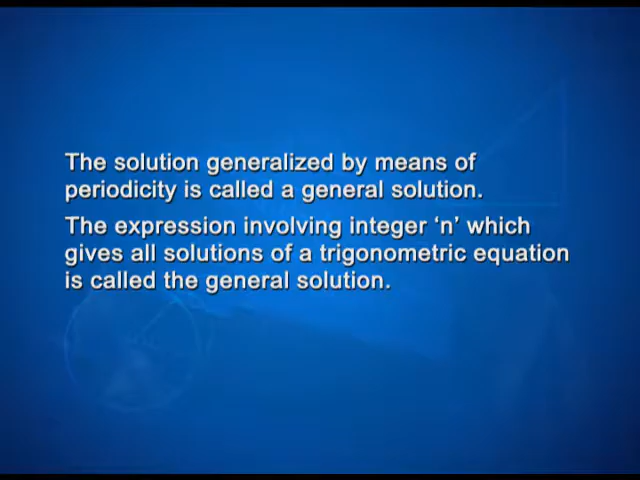 The solution generalized by means of
periodicity is called a general solution.
The expression involving integer ‘n’ which
gives all solutions of a trigonometric equation
is called the general solution.